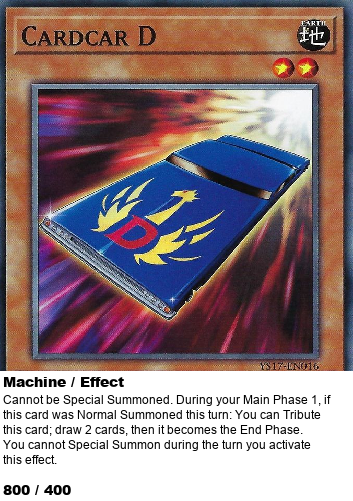 CARDCAR D
EARTH
地
D
YS17-EN016
Machine / Effect
Cannot be Special Summoned. During your Main Phase 1, if
this card was Normal Summoned this turn: You can Tribute
this card; draw 2 cards, then it becomes the End Phase.
You cannot Special Summon during the turn you activate
this effect.
800 / 400